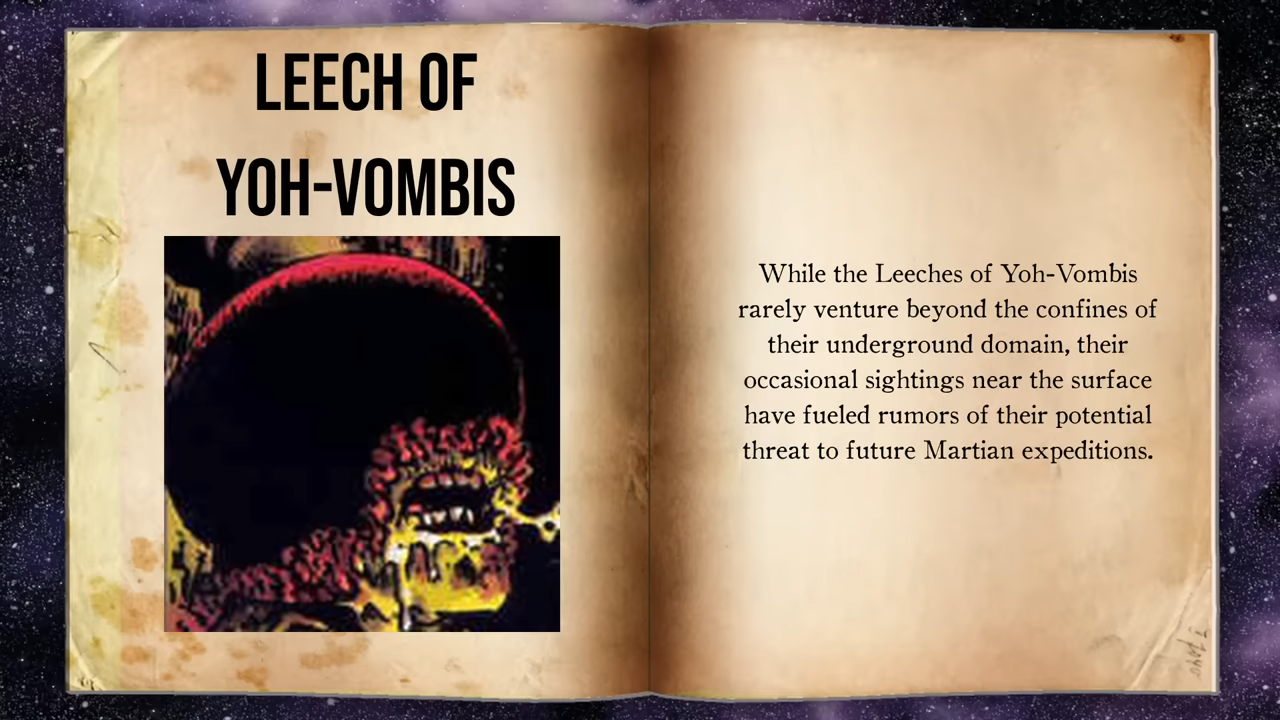 LEECH OF
YOH-VOMBIS
While the Leeches of Yoh-Vombis
rarely venture beyond the confines of
their underground domain, their
occasional sightings near the surface
have fueled rumors of their potential
threat to future Martian expeditions.